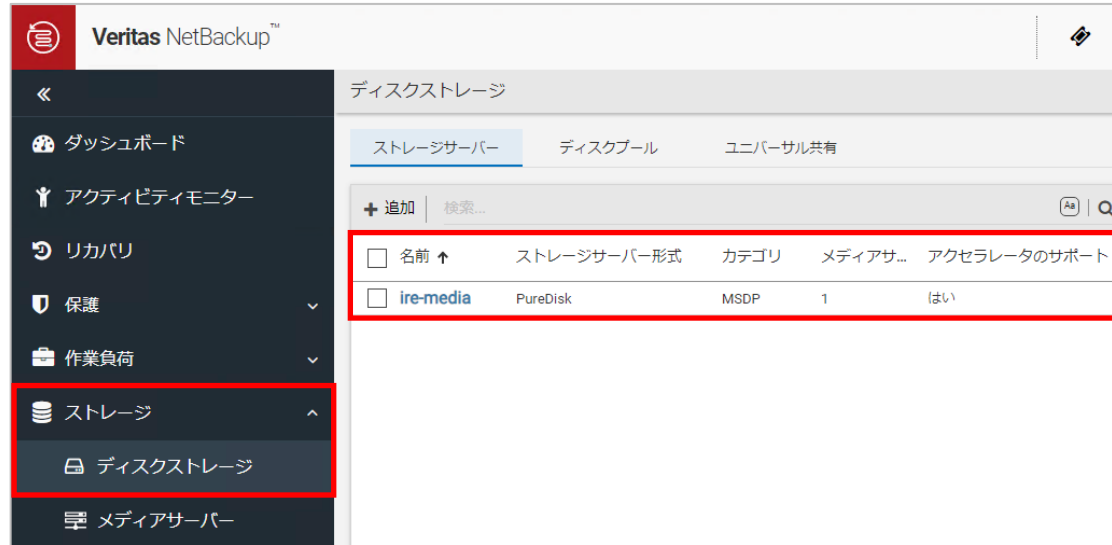 Veritas NetBackup™
ディスクストレージ
ダッシュボード
アクティビティモニター
リカバリ
保護
作業負荷
ストレージ
ディスクストレージ
メディアサーバー
ストレージサーバー ディスクプール ユニバーサル共有
追加 検索... Aa
名前 ストレージサーバー形式 カテゴリ メディアサ... アクセラレータのサポート
ire-media PureDisk MSDP 1 はい